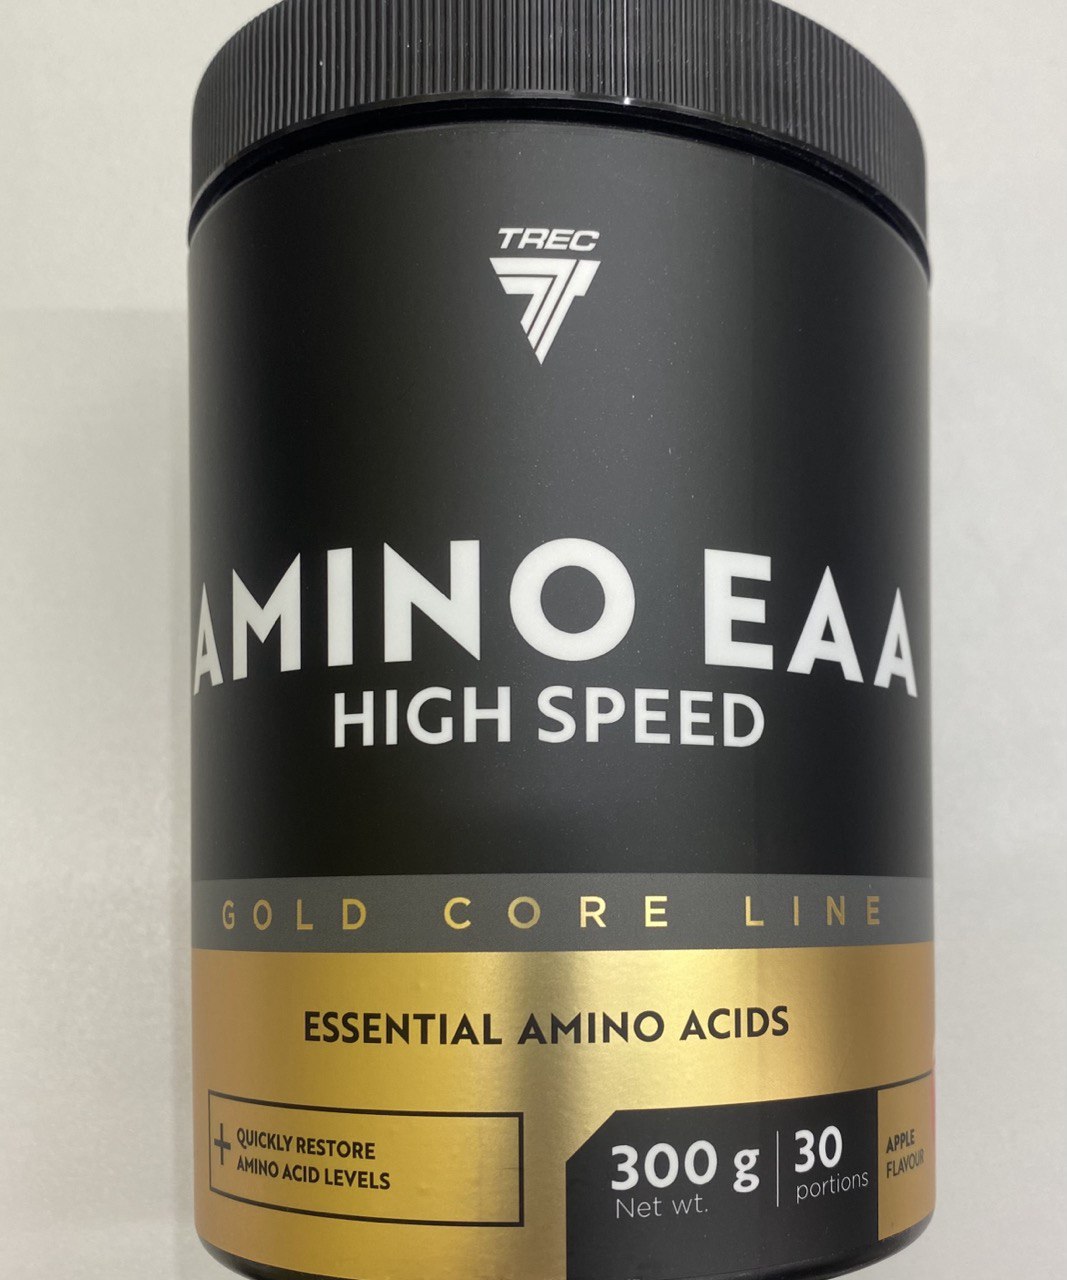 TREC
AMINO EAA
HIGH SPEED
GOLD CORE LINE
ESSENTIAL AMINO ACIDS
+ QUICKLY RESTORE
AMINO ACID LEVELS
300 g
Net wt.
30
portions
APPLE
FLAVOUR